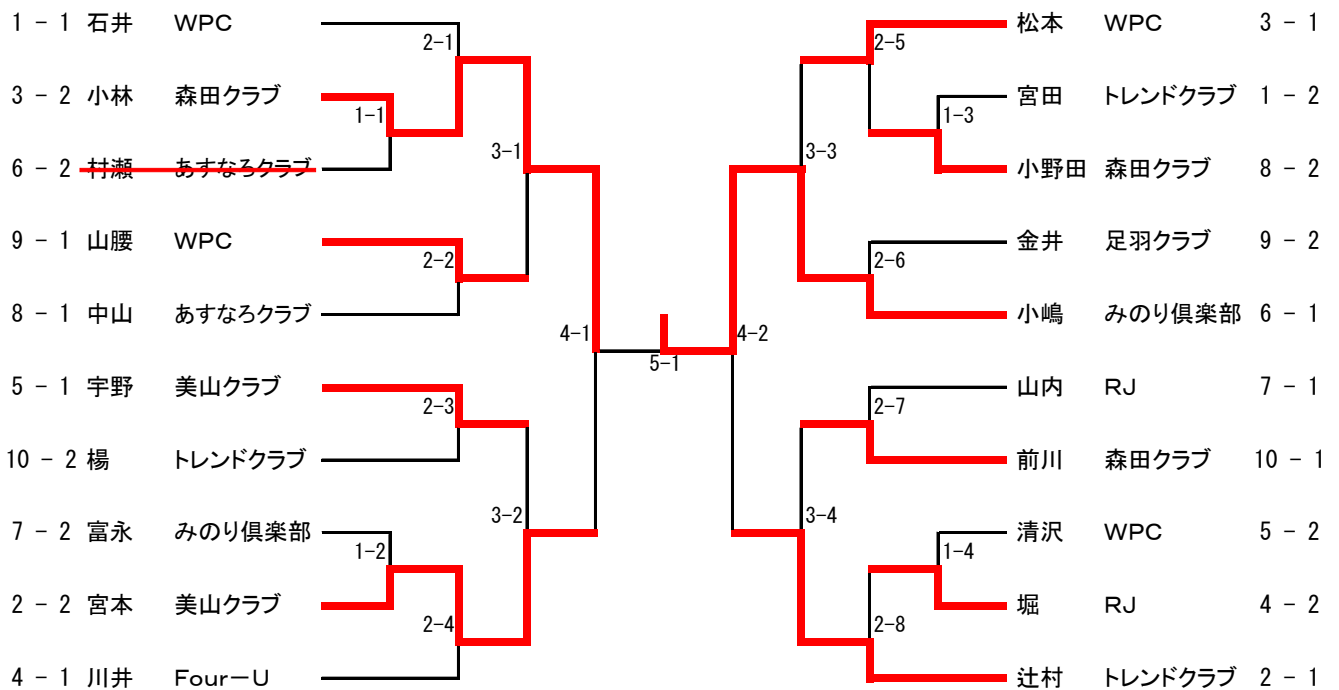 1 - 1 石井 WPC
3 - 2 小林 森田クラブ
6 - 2 村瀬 あすなろクラブ
9 - 1 山腰 WPC
8 - 1 中山 あすなろクラブ
5 - 1 宇野 美山クラブ
10 - 2 楊 トレンドクラブ
7 - 2 富永 みのり倶楽部
2 - 2 宮本 美山クラブ
4 - 1 川井 Four-U
2-1
1-1
3-1
2-2
4-1
2-3
3-2
1-2
2-4
5-1
4-2
2-5
1-3
3-3
2-6
2-7
3-4
1-4
2-8
松本 WPC 3 - 1
宮田 トレンドクラブ 1 - 2
小野田 森田クラブ 8 - 2
金井 足羽クラブ 9 - 2
小嶋 みのり倶楽部 6 - 1
山内 RJ 7 - 1
前川 森田クラブ 10 - 1
清沢 WPC 5 - 2
堀 RJ 4 - 2
辻村 トレンドクラブ 2 - 1